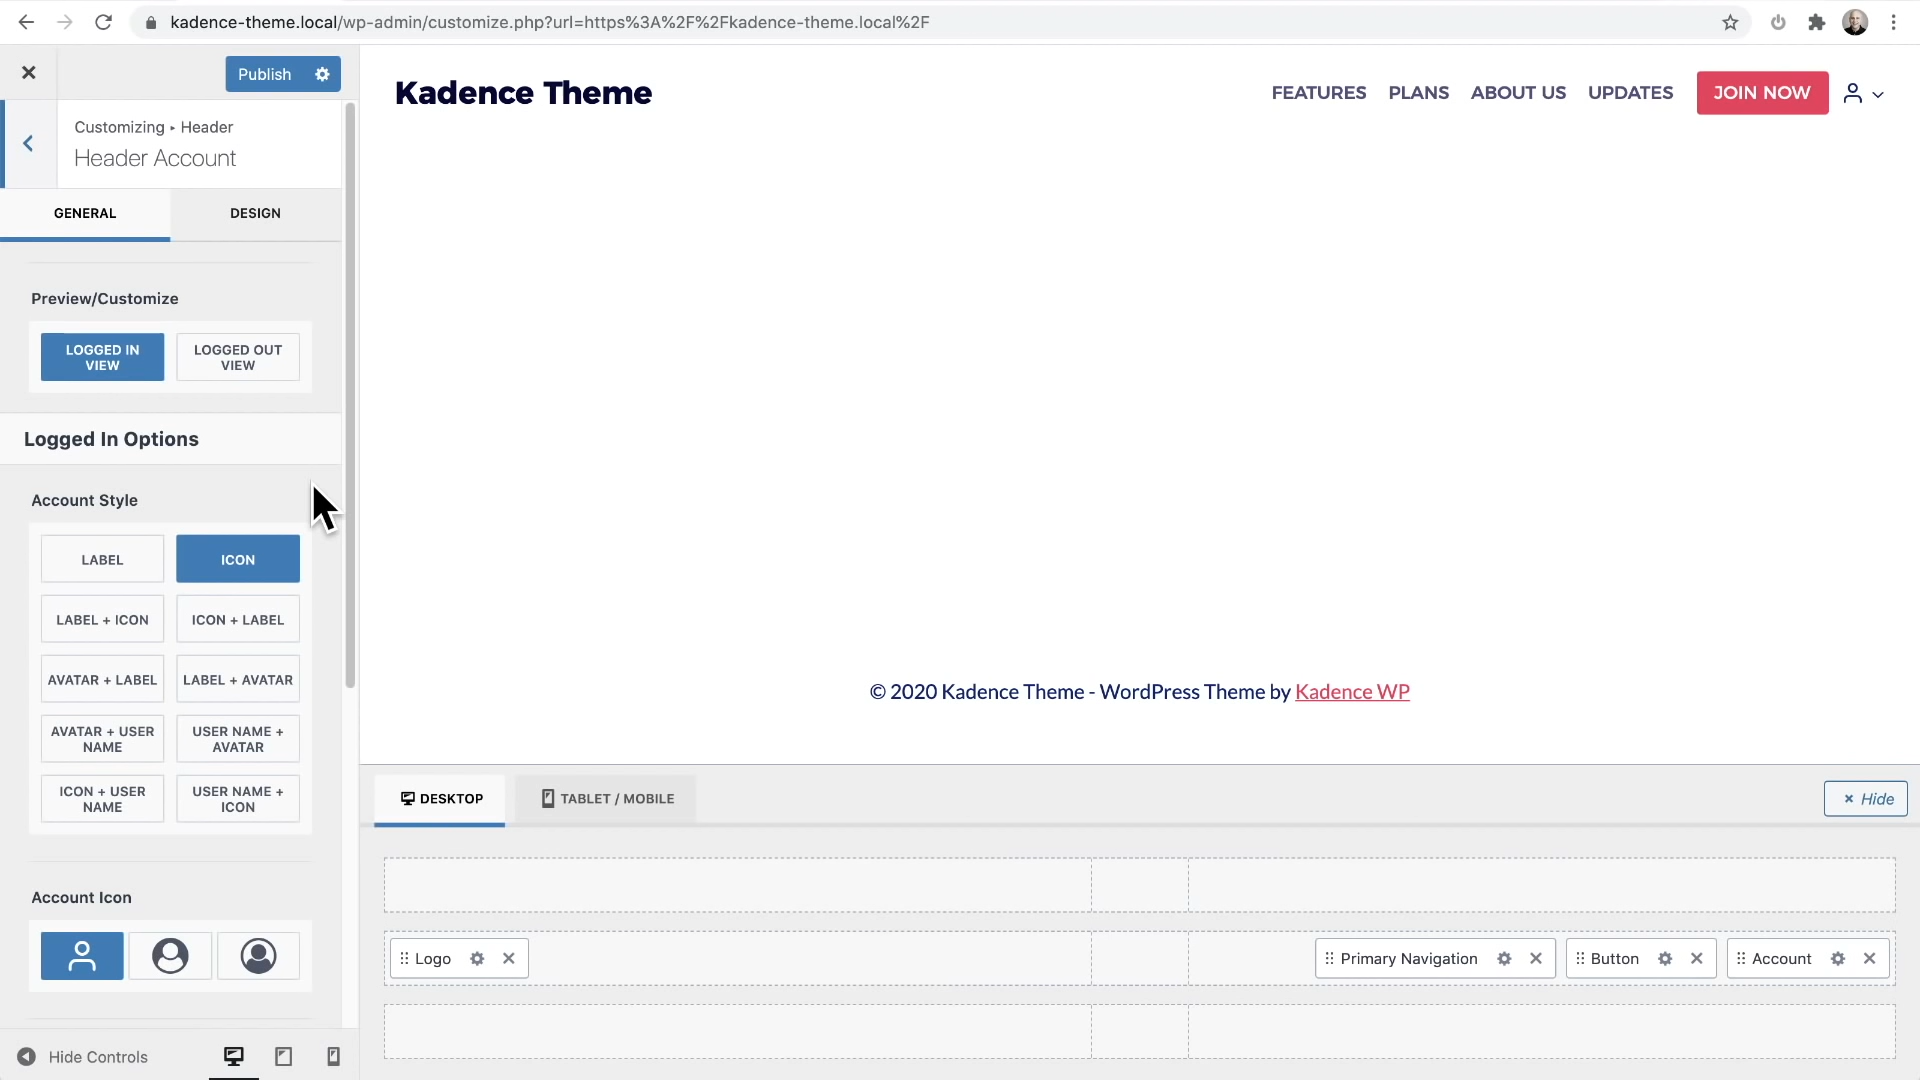 kadence-theme.local/wp-admin/customize.php?url=https%3A%2F%2Fkadence-theme.local%2F
Publish
Customizing ▸ Header
Header Account
GENERAL
DESIGN
Preview/Customize
LOGGED IN
VIEW
LOGGED OUT
VIEW
Logged In Options
Account Style
LABEL
ICON
LABEL + ICON
ICON + LABEL
AVATAR + LABEL
LABEL + AVATAR
AVATAR + USER
NAME
USER NAME +
AVATAR
ICON + USER
NAME
USER NAME +
ICON
Account Icon
Hide Controls
Kadence Theme
FEATURES
PLANS
ABOUT US
UPDATES
JOIN NOW
© 2020 Kadence Theme - WordPress Theme by Kadence WP
DESKTOP
TABLET / MOBILE
× Hide
Logo
Primary Navigation
Button
Account